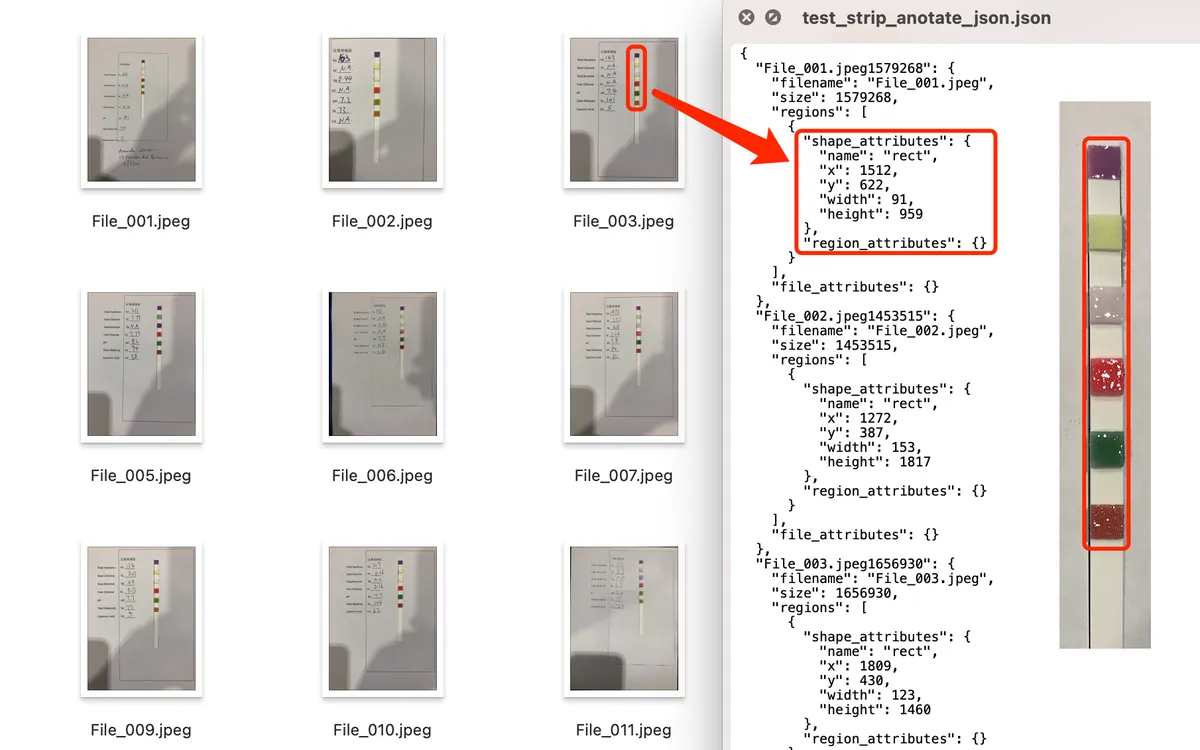 File_001.jpeg
File_002.jpeg
File_003.jpeg
File_005.jpeg
File_006.jpeg
File_007.jpeg
File_009.jpeg
File_010.jpeg
File_011.jpeg
test_strip_anotate_json.json
{
"File_001.jpeg1579268": {
"filename": "File_001.jpeg",
"size": 1579268,
"regions": [
{
"shape_attributes": {
"name": "rect",
"x": 1512,
"y": 622,
"width": 91,
"height": 959
},
"region_attributes": {}
}
],
"file_attributes": {}
},
"File_002.jpeg1453515": {
"filename": "File_002.jpeg",
"size": 1453515,
"regions": [
{
"shape_attributes": {
"name": "rect",
"x": 1272,
"y": 387,
"width": 153,
"height": 1817
},
"region_attributes": {}
}
],
"file_attributes": {}
},
"File_003.jpeg1656930": {
"filename": "File_003.jpeg",
"size": 1656930,
"regions": [
{
"shape_attributes": {
"name": "rect",
"x": 1809,
"y": 430,
"width": 123,
"height": 1460
},
"region_attributes": {}